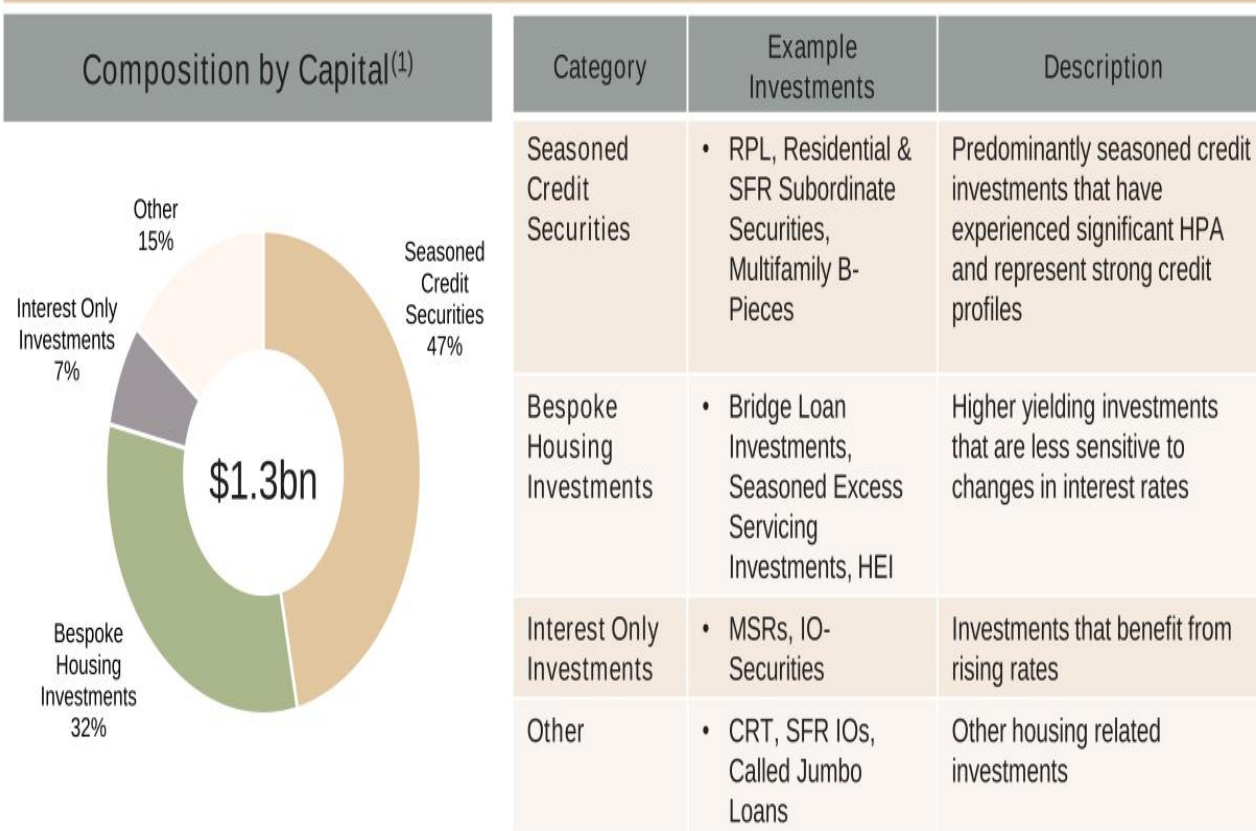 Composition by Capital(1)
Other
15%
Seasoned
Credit
Securities
47%
Interest Only
Investments
7%
$1.3bn
Bespoke
Housing
Investments
32%
Category
Example
Investments
Description
Seasoned
Credit
Securities
• RPL, Residential &
SFR Subordinate
Securities,
Multifamily B-
Pieces
Predominantly seasoned credit
investments that have
experienced significant HPA
and represent strong credit
profiles
Bespoke
Housing
Investments
• Bridge Loan
Investments,
Seasoned Excess
Servicing
Investments, HEI
Higher yielding investments
that are less sensitive to
changes in interest rates
Interest Only
Investments
• MSRs, IO-
Securities
Investments that benefit from
rising rates
Other
• CRT, SFR IOs,
Called Jumbo
Loans
Other housing related
investments